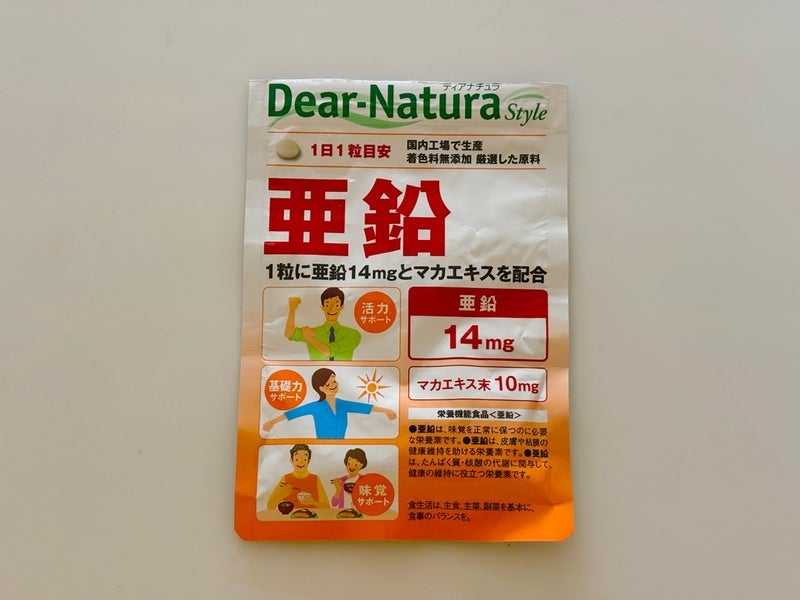 ディアナチュラ
Dear-Natura Style
1日1粒目安
国内工場で生産
着色料無添加 厳選した原料
亜鉛
1粒に亜鉛14mgとマカエキスを配合
活力
サポート
亜鉛
14mg
基礎力
サポート
マカエキス末 10mg
栄養機能食品<亜鉛>
●亜鉛は、味覚を正常に保つのに必要
な栄養素です。●亜鉛は、皮膚や粘膜の
健康維持を助ける栄養素です。●亜鉛
は、たんぱく質・核酸の代謝に関与して、
健康の維持に役立つ栄養素です。
味覚
サポート
食生活は、主食、主菜、副菜を基本に、
食事のバランスを。